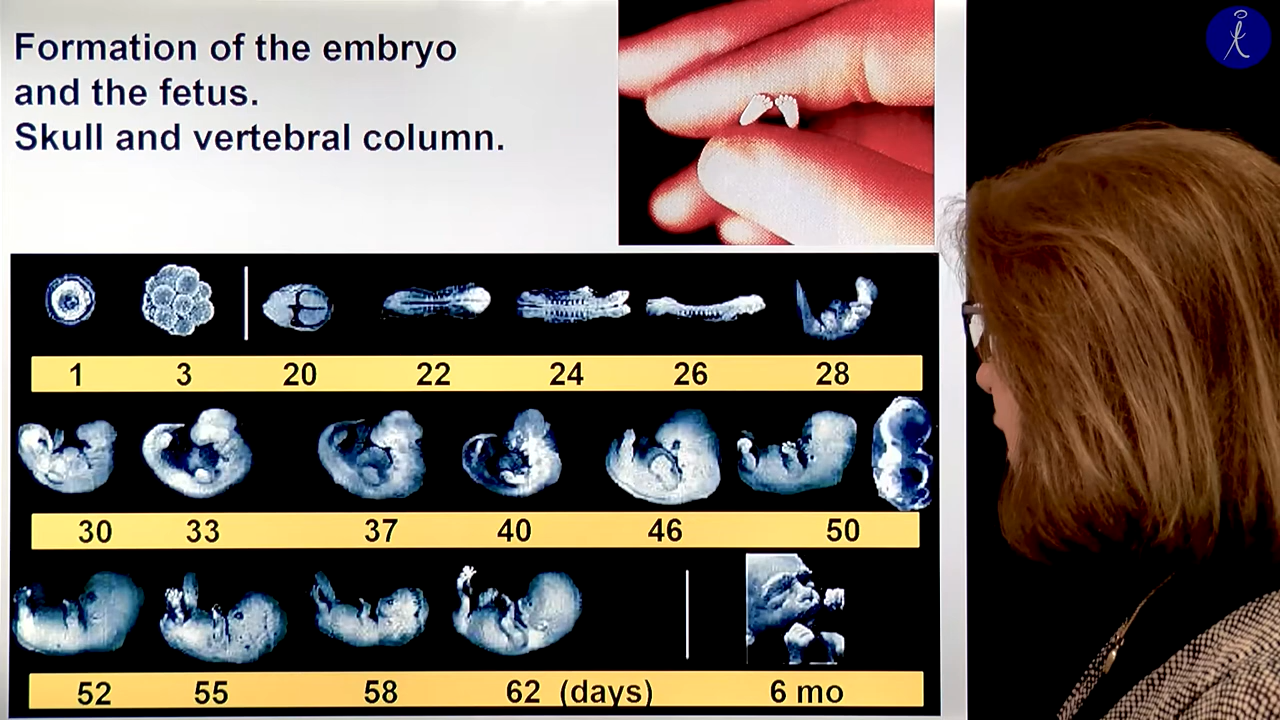 Formation of the embryo
and the fetus.
Skull and vertebral column.
1 3 20 22 24 26 28
30 33 37 40 46 50
52 55 58 62 (days) 6 mo